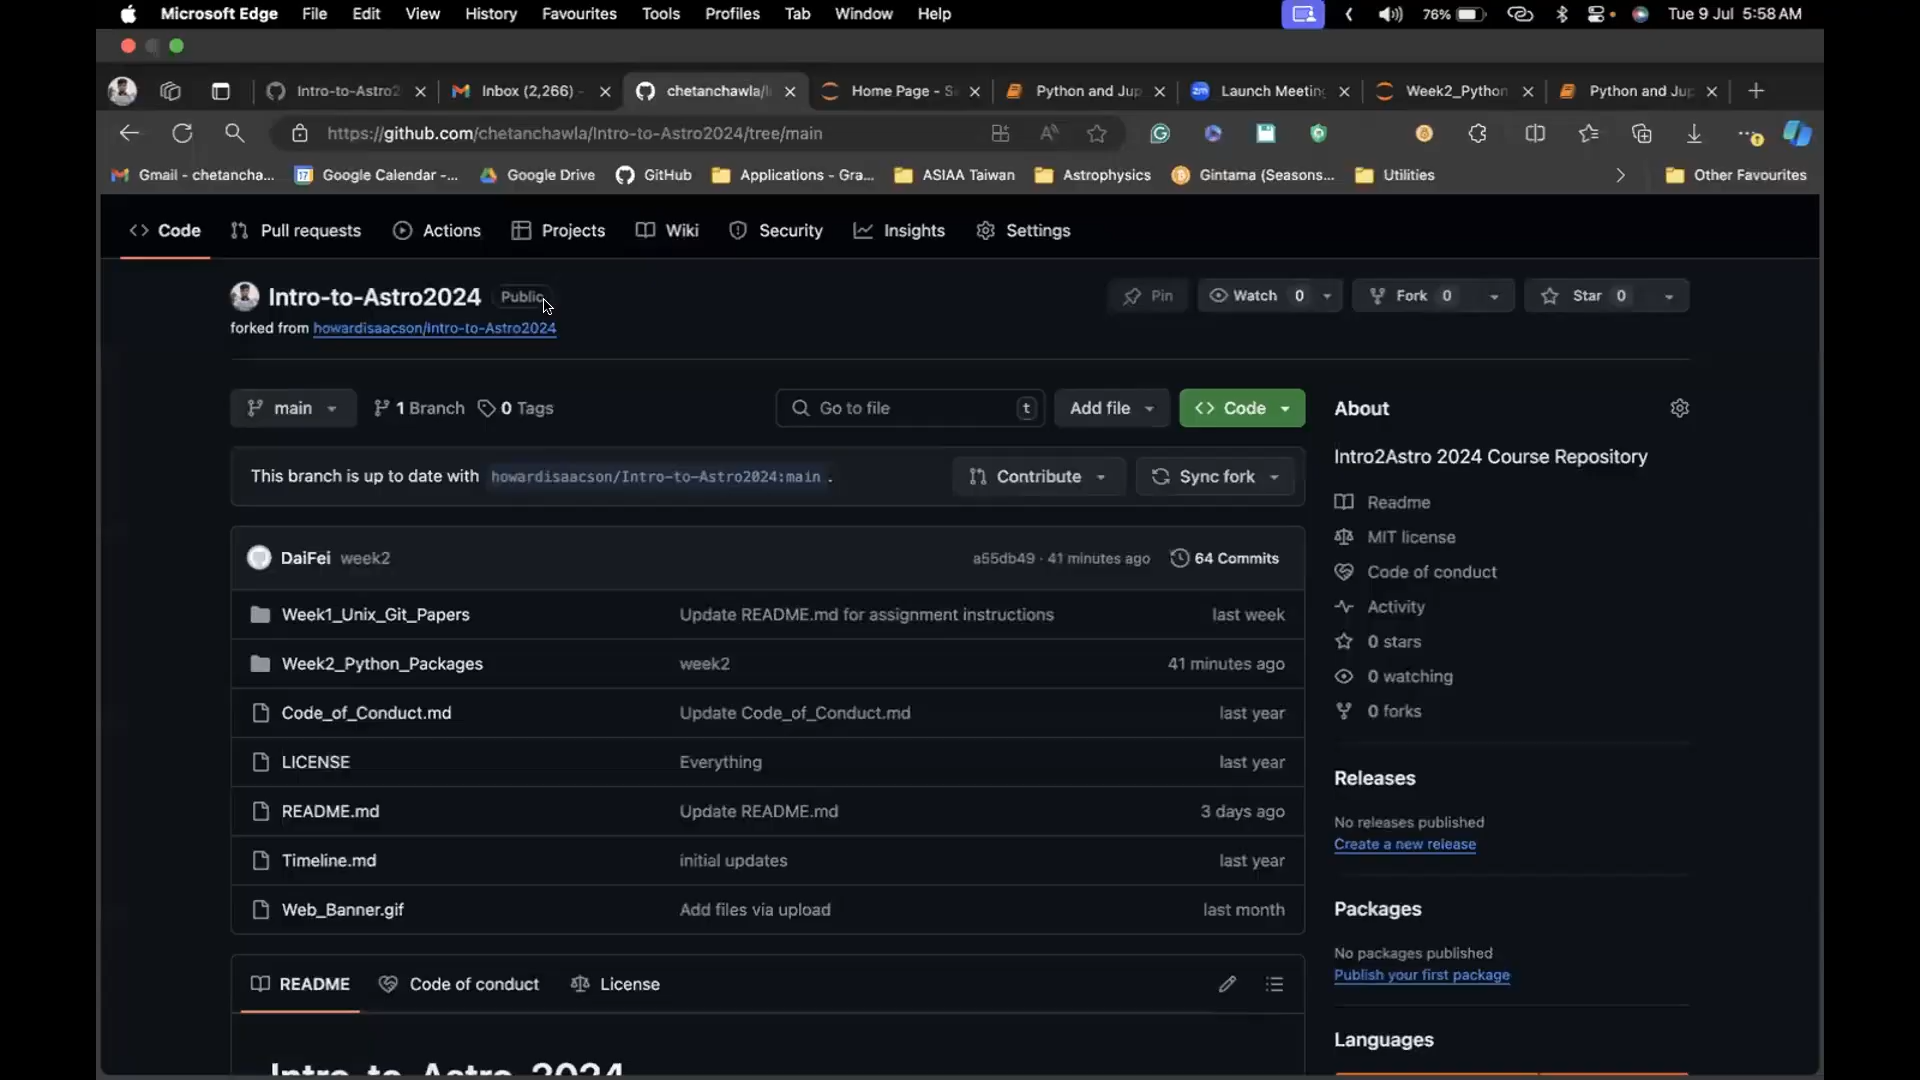 Microsoft Edge File Edit View History Favourites Tools Profiles Tab Window Help 76% Tue 9 Jul 5:58 AM
Intro-to-Astro2 Inbox (2,266) - chetanchawla/I Home Page - S Python and Jup Launch Meetin Week2_Python Python and Jup
https://github.com/chetanchawla/Intro-to-Astro2024/tree/main
Gmail - chetancha... 17 Google Calendar -... Google Drive GitHub Applications - Gra... ASIAA Taiwan Astrophysics Gintama (Seasons... Utilities Other Favourites
Code Pull requests Actions Projects Wiki Security Insights Settings
Intro-to-Astro2024 Public Pin Watch 0 Fork 0 Star 0
forked from howardisaacson/Intro-to-Astro2024
main 1 Branch 0 Tags Go to file t Add file <> Code About
This branch is up to date with howardisaacson/Intro-to-Astro2024:main . Contribute Sync fork
Intro2Astro 2024 Course Repository
Readme
MIT license
Code of conduct
Activity
0 stars
0 watching
0 forks
DaiFei week2 a55db49 · 41 minutes ago 64 Commits
Week1_Unix_Git_Papers Update README.md for assignment instructions last week
Week2_Python_Packages week2 41 minutes ago
Code_of_Conduct.md Update Code_of_Conduct.md last year
LICENSE Everything last year
README.md Update README.md 3 days ago
Timeline.md initial updates last year
Web_Banner.gif Add files via upload last month
Releases
No releases published
Create a new release
Packages
No packages published
Publish your first package
Languages
README Code of conduct License
Intro-to-Astro-2024